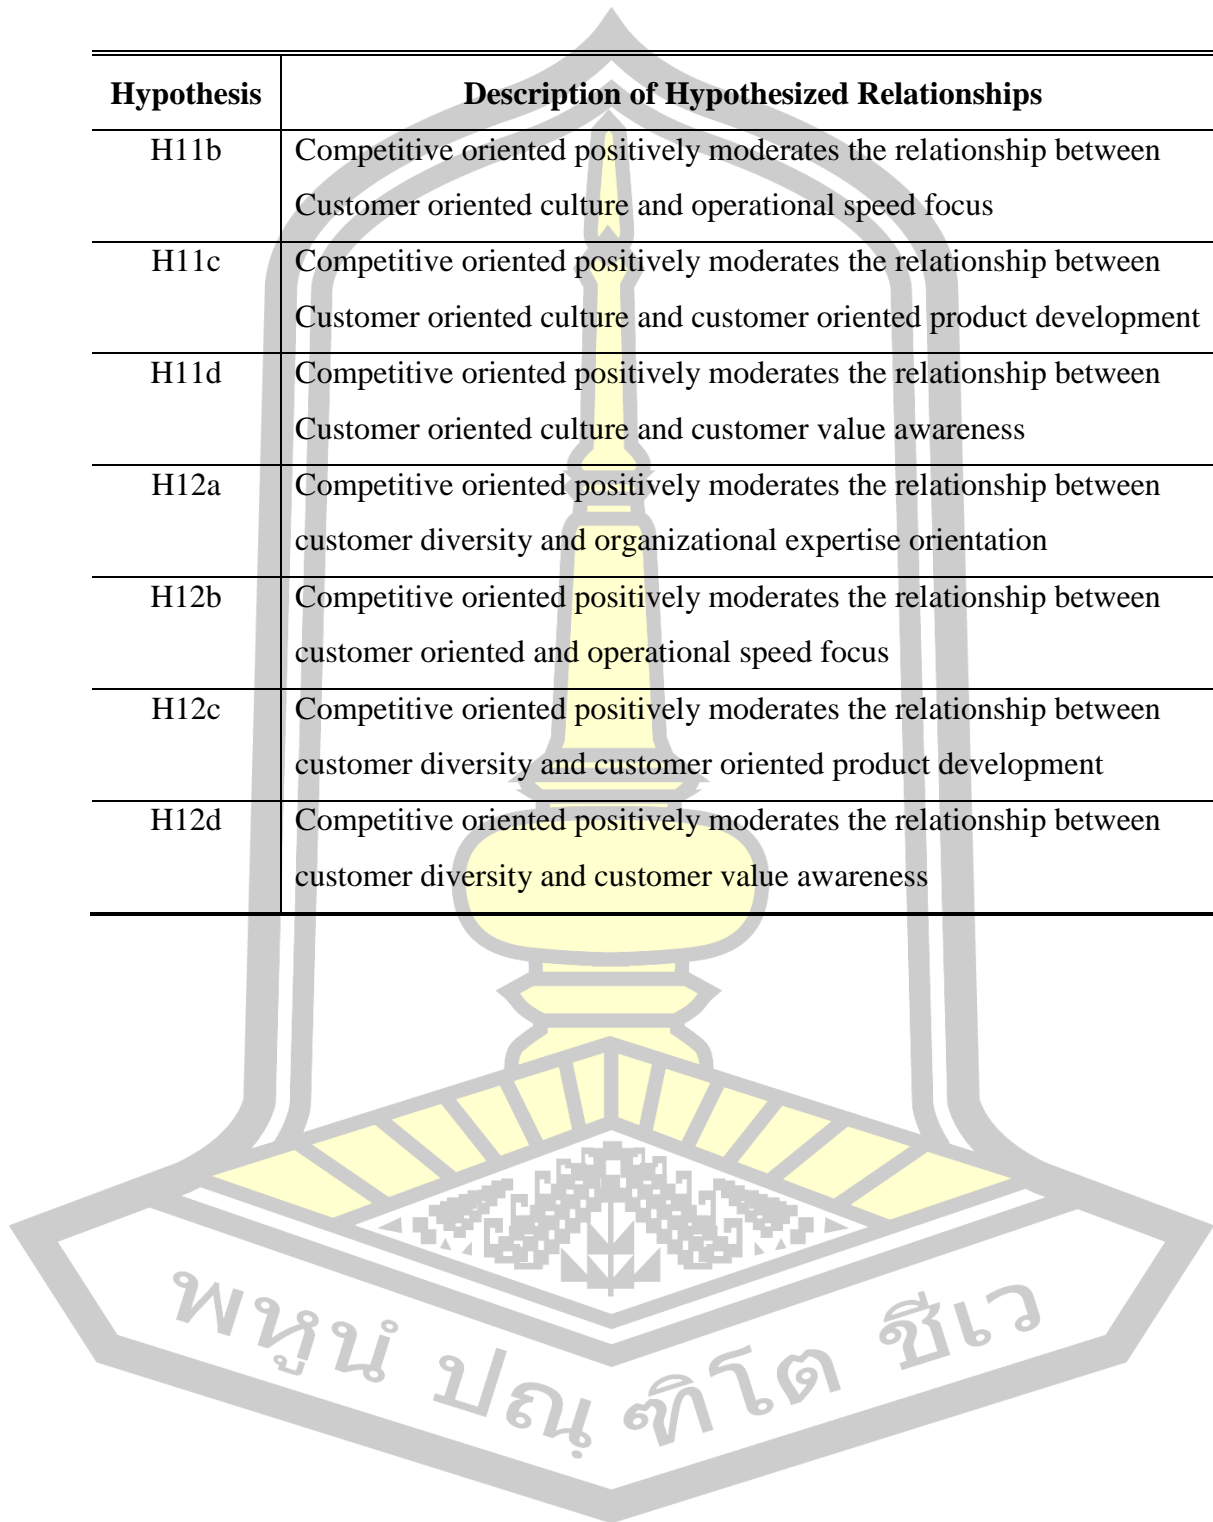 Hypothesis Description of Hypothesized Relationships
H11b Competitive oriented positively moderates the relationship between
Customer oriented culture and operational speed focus
H11c Competitive oriented positively moderates the relationship between
Customer oriented culture and customer oriented product development
H11d Competitive oriented positively moderates the relationship between
Customer oriented culture and customer value awareness
H12a Competitive oriented positively moderates the relationship between
customer diversity and organizational expertise orientation
H12b Competitive oriented positively moderates the relationship between
customer oriented and operational speed focus
H12c Competitive oriented positively moderates the relationship between
customer diversity and customer oriented product development
H12d Competitive oriented positively moderates the relationship between
customer diversity and customer value awareness
พหูนํ ปณฺ ฑิโต ชีเว